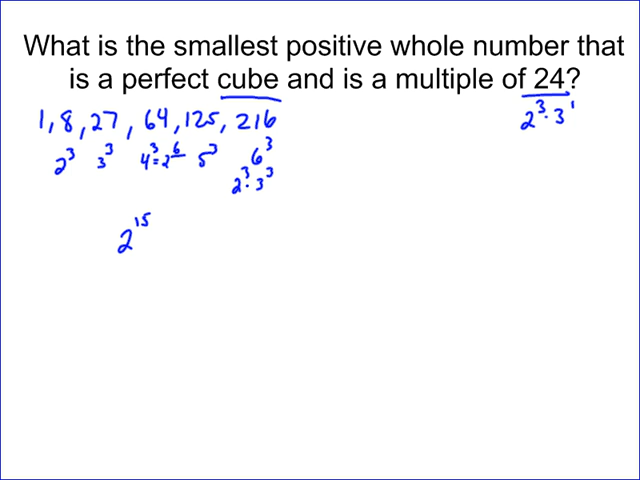 What is the smallest positive whole number that
is a perfect cube and is a multiple of 24?
1, 8, 27, 64, 125, 216
2³·3¹
2³ 3³ 4³=2⁶ 5³ 6³
2³·3³
2¹⁵